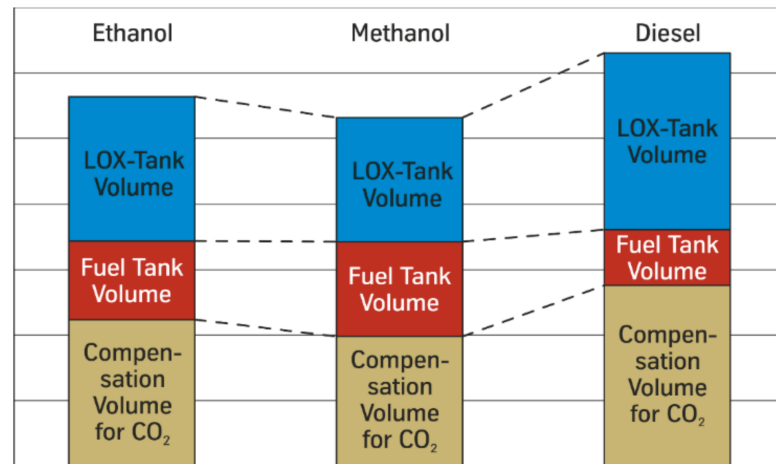 Ethanol
Methanol
Diesel
LOX-Tank
Volume
LOX-Tank
Volume
LOX-Tank
Volume
Fuel Tank
Volume
Fuel Tank
Volume
Fuel Tank
Volume
Compen-
sation
Volume
for CO₂
Compen-
sation
Volume
for CO₂
Compen-
sation
Volume
for CO₂